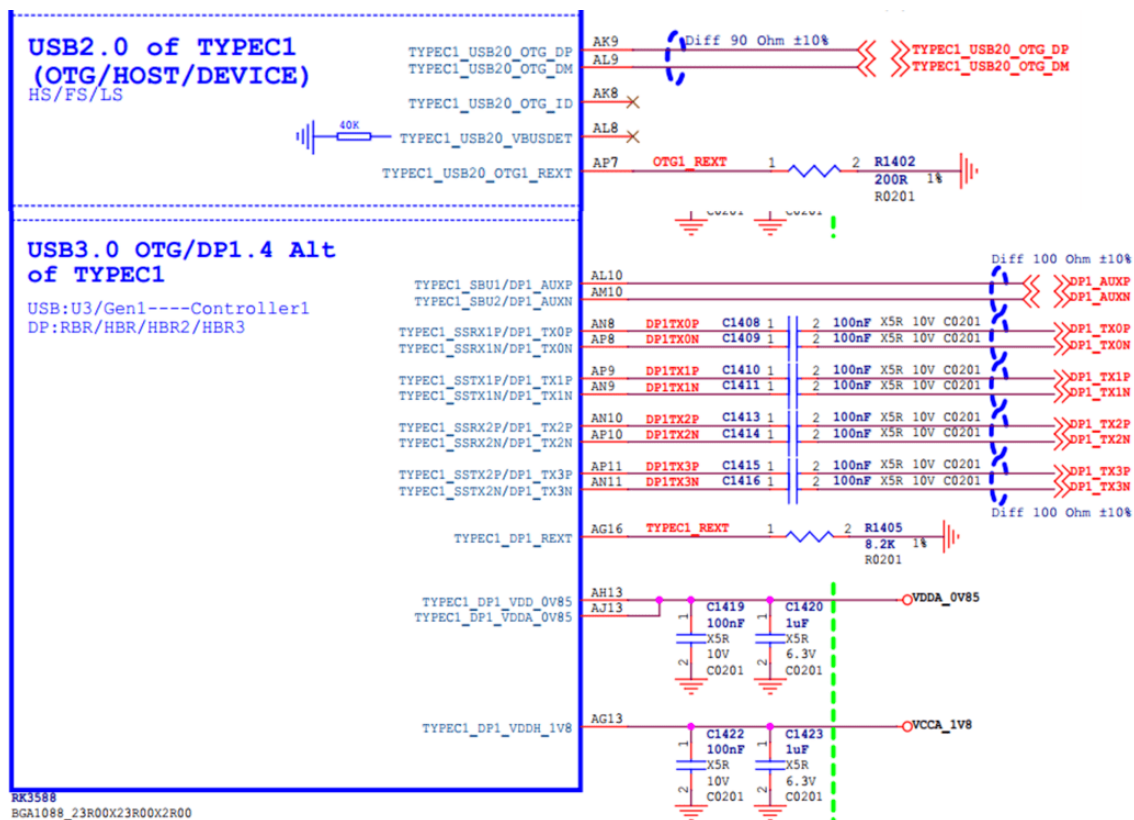 USB2.0 of TYPEC1
(OTG/HOST/DEVICE)
HS/FS/LS
TYPEC1_USB20_OTG_DP AK9 Diff 90 Ohm ±10% TYPEC1_USB20_OTG_DP
TYPEC1_USB20_OTG_DM AL9 TYPEC1_USB20_OTG_DM
TYPEC1_USB20_OTG_ID AK8
40K TYPEC1_USB20_VBUSDET AL8
TYPEC1_USB20_OTG1_REXT AP7 OTG1_REXT 1 2 R1402
200R 1%
R0201
C0201 C0201
USB3.0 OTG/DP1.4 Alt
of TYPEC1
USB:U3/Gen1----Controller1
DP:RBR/HBR/HBR2/HBR3
Diff 100 Ohm ±10%
TYPEC1_SBU1/DP1_AUXP AL10 DP1_AUXP
TYPEC1_SBU2/DP1_AUXN AM10 DP1_AUXN
TYPEC1_SSRX1P/DP1_TX0P AN8 DP1TX0P C1408 1 2 100nF X5R 10V C0201 DP1_TX0P
TYPEC1_SSRX1N/DP1_TX0N AP8 DP1TX0N C1409 1 2 100nF X5R 10V C0201 DP1_TX0N
TYPEC1_SSTX1P/DP1_TX1P AP9 DP1TX1P C1410 1 2 100nF X5R 10V C0201 DP1_TX1P
TYPEC1_SSTX1N/DP1_TX1N AN9 DP1TX1N C1411 1 2 100nF X5R 10V C0201 DP1_TX1N
TYPEC1_SSRX2P/DP1_TX2P AN10 DP1TX2P C1413 1 2 100nF X5R 10V C0201 DP1_TX2P
TYPEC1_SSRX2N/DP1_TX2N AP10 DP1TX2N C1414 1 2 100nF X5R 10V C0201 DP1_TX2N
TYPEC1_SSTX2P/DP1_TX3P AP11 DP1TX3P C1415 1 2 100nF X5R 10V C0201 DP1_TX3P
TYPEC1_SSTX2N/DP1_TX3N AN11 DP1TX3N C1416 1 2 100nF X5R 10V C0201 DP1_TX3N
Diff 100 Ohm ±10%
TYPEC1_DP1_REXT AG16 TYPEC1_REXT 1 2 R1405
8.2K 1%
R0201
TYPEC1_DP1_VDD_0V85 AH13 VDDA_0V85
TYPEC1_DP1_VDDA_0V85 AJ13
1 C1419 1 C1420
100nF 1uF
X5R X5R
10V 6.3V
2 C0201 2 C0201
TYPEC1_DP1_VDDH_1V8 AG13 VCCA_1V8
1 C1422 1 C1423
100nF 1uF
X5R X5R
10V 6.3V
2 C0201 2 C0201
RK3588
BGA1088_23R00X23R00X2R00